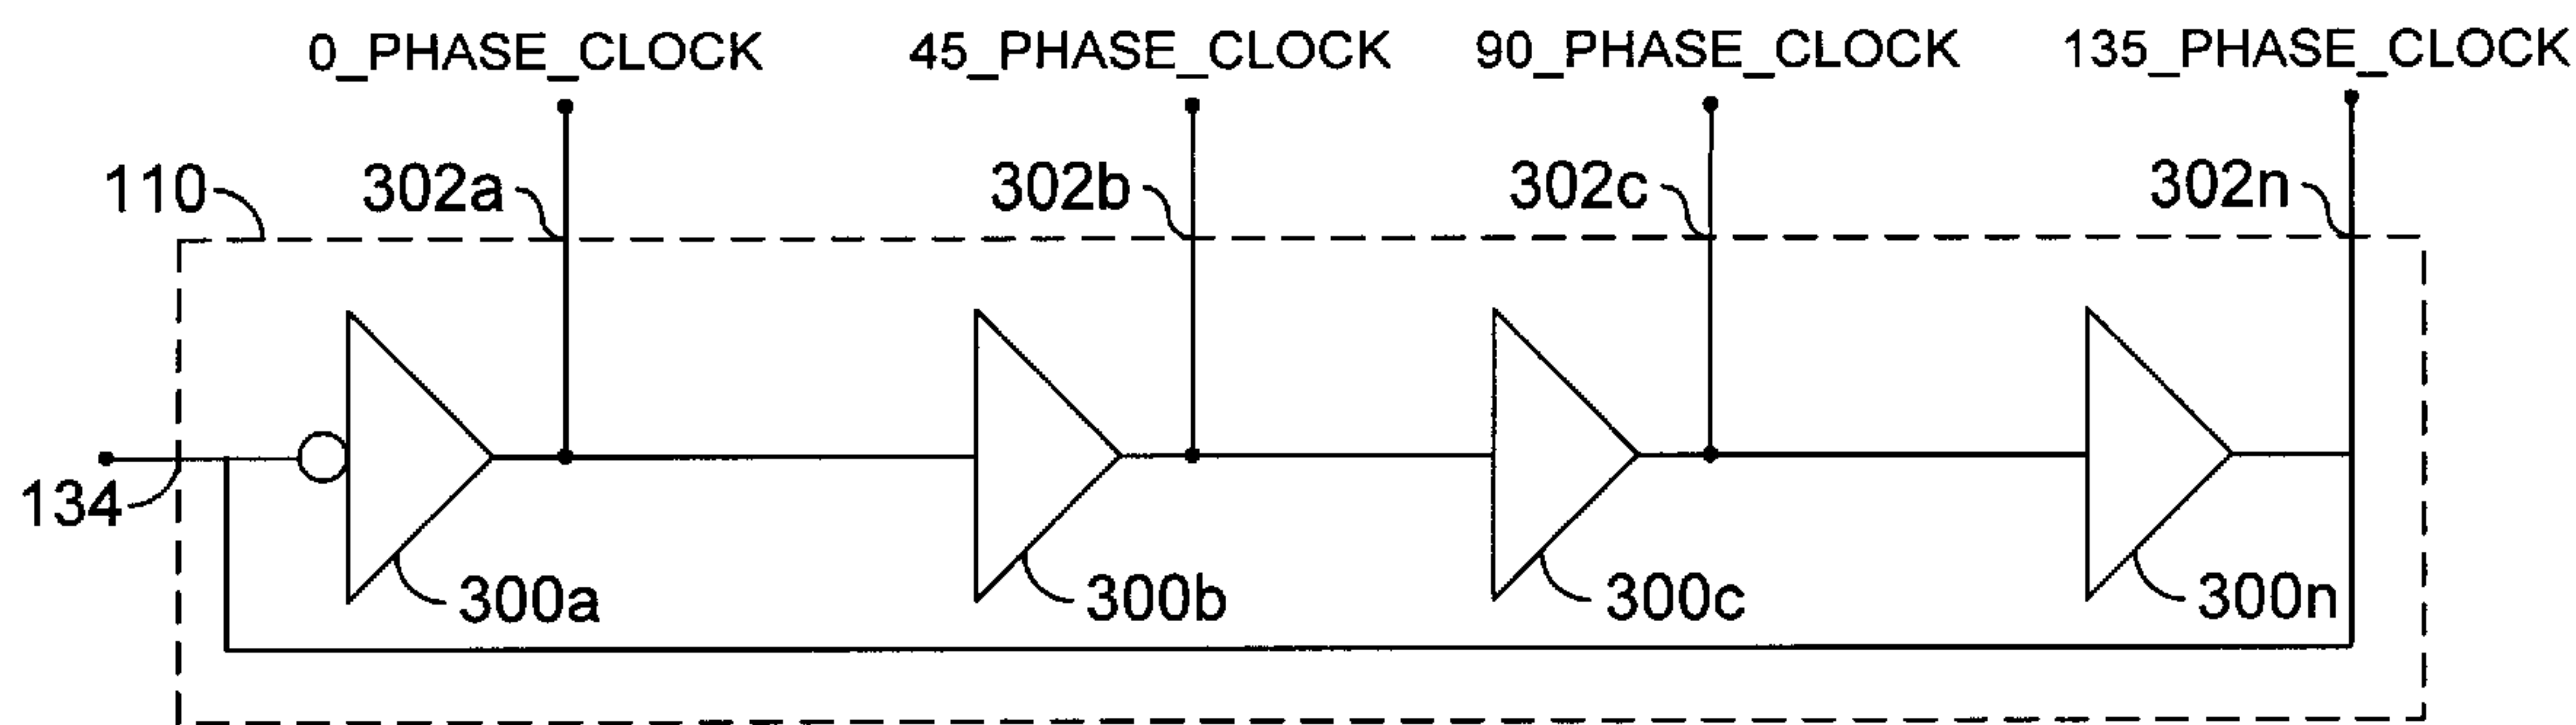 0_PHASE_CLOCK 45_PHASE_CLOCK 90_PHASE_CLOCK 135_PHASE_CLOCK
110 302a 302b 302c 302n
134
300a 300b 300c 300n